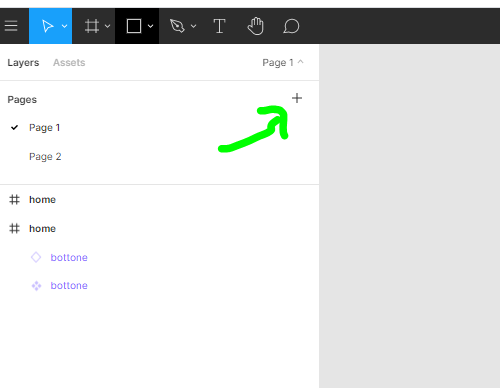 Layers Assets Page 1
Pages
Page 1
Page 2
home
home
bottone
bottone